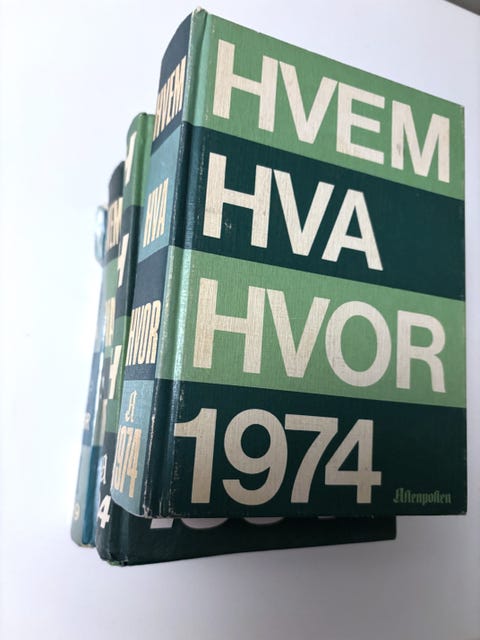 HVEM
HVA
HVOR
1974
Aftenposten
HVEM
HVA
HVOR
A
1974